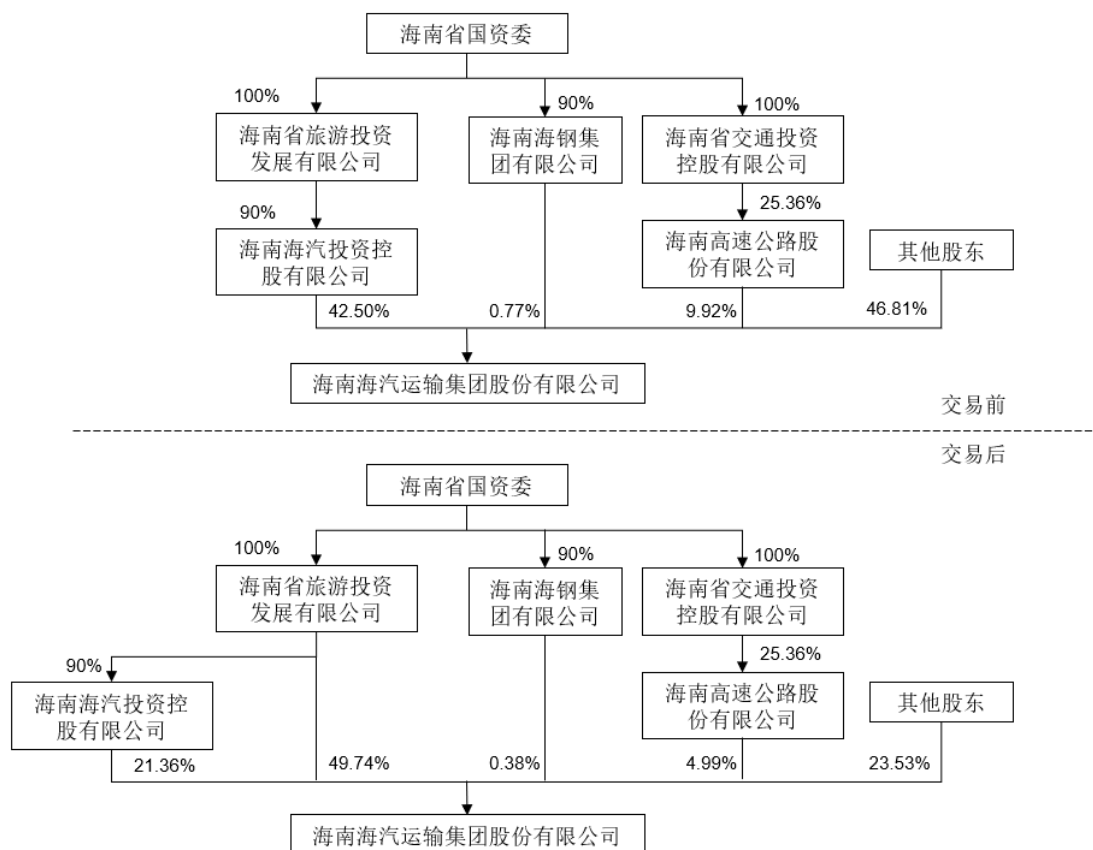 海南省国资委
100%
90%
100%
海南省旅游投资
发展有限公司
海南海钢集
团有限公司
海南省交通投资
控股有限公司
90%
25.36%
海南海汽投资控
股有限公司
海南高速公路股
份有限公司
其他股东
42.50%
0.77%
9.92%
46.81%
海南海汽运输集团股份有限公司
交易前
交易后
海南省国资委
100%
90%
100%
海南省旅游投资
发展有限公司
海南海钢集
团有限公司
海南省交通投资
控股有限公司
90%
25.36%
海南海汽投资控
股有限公司
海南高速公路股
份有限公司
其他股东
21.36%
49.74%
0.38%
4.99%
23.53%
海南海汽运输集团股份有限公司